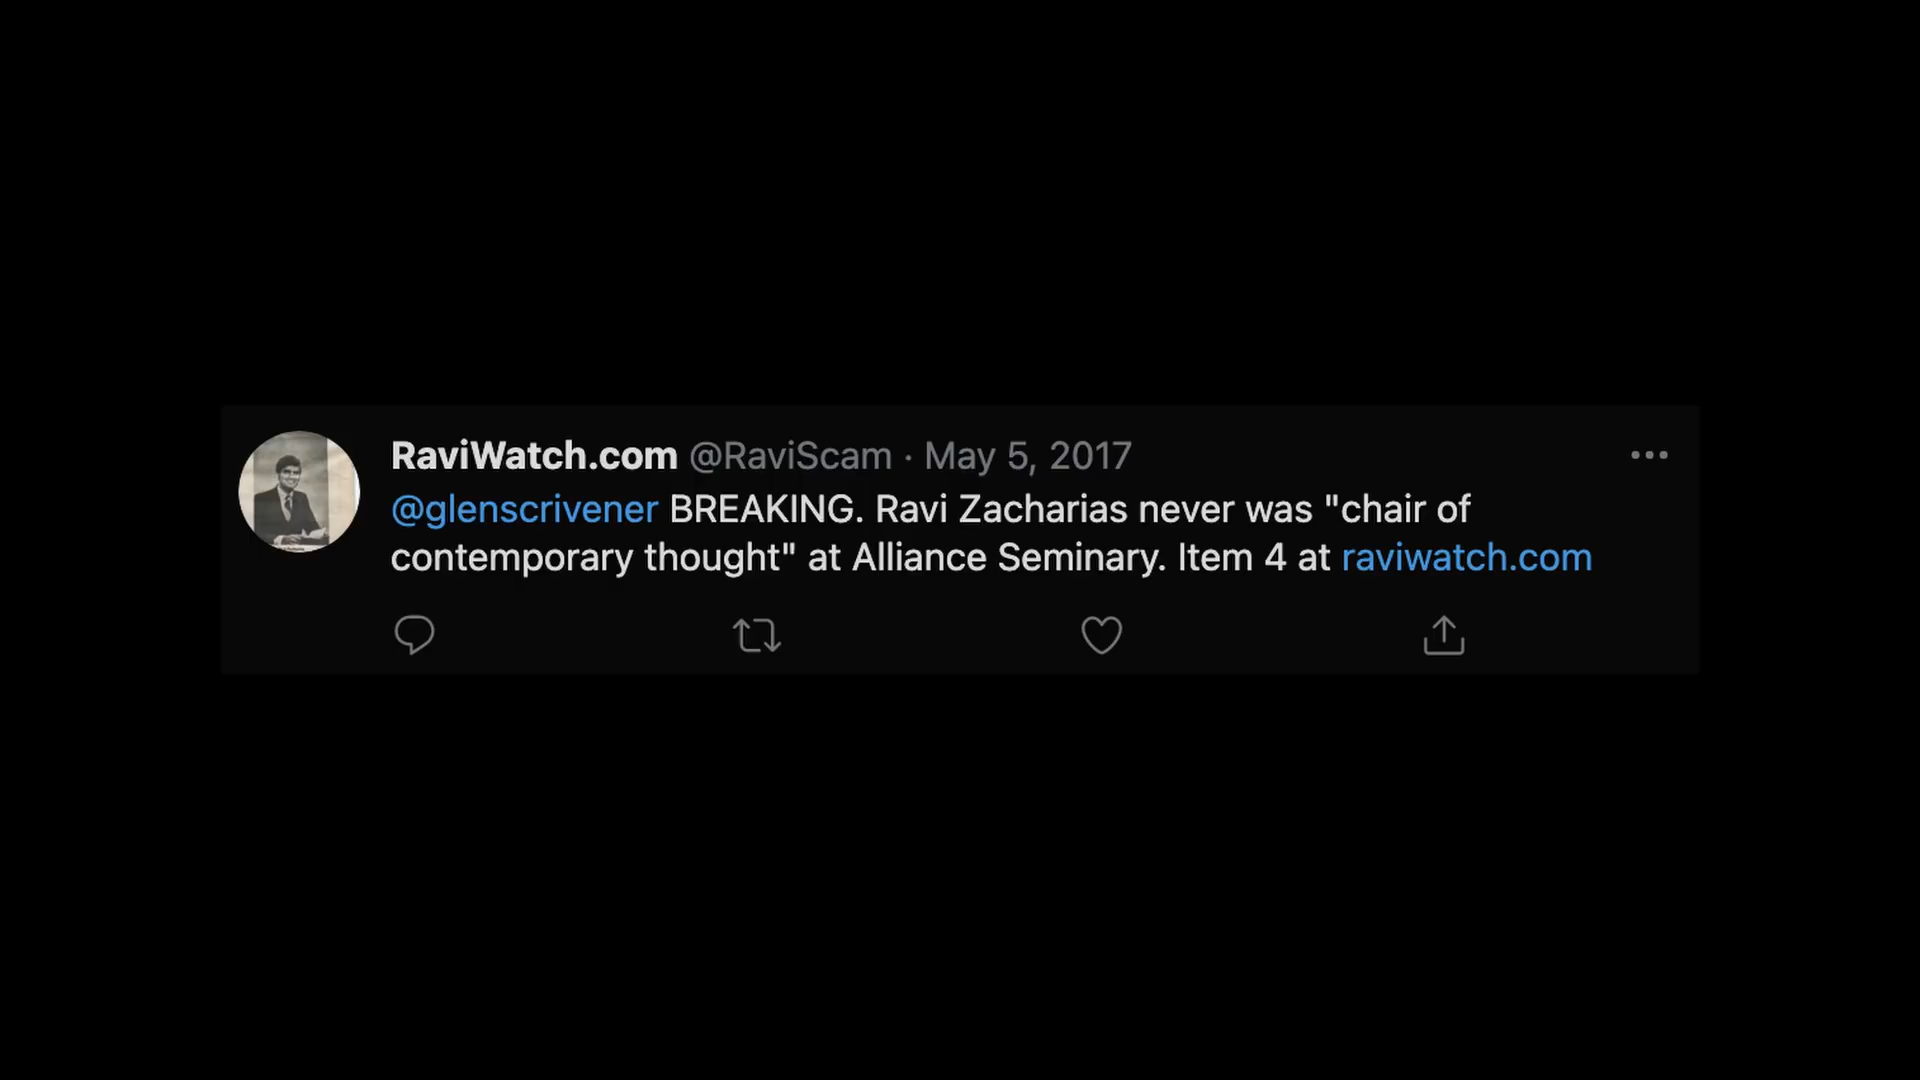 RaviWatch.com @RaviScam · May 5, 2017
@glenscrivener BREAKING. Ravi Zacharias never was "chair of
contemporary thought" at Alliance Seminary. Item 4 at raviwatch.com